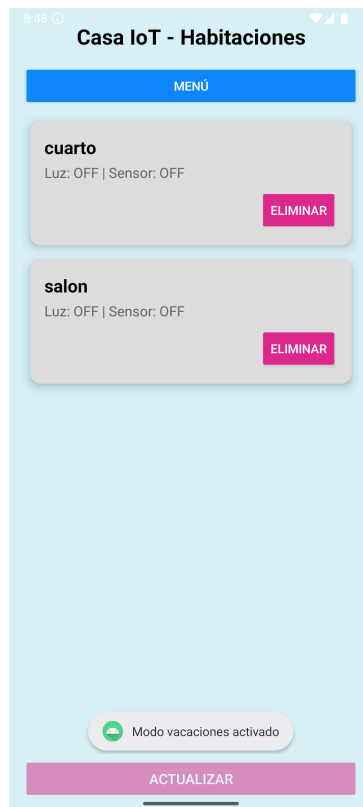 8:48
Casa IoT - Habitaciones
MENÚ
cuarto
Luz: OFF | Sensor: OFF
ELIMINAR
salon
Luz: OFF | Sensor: OFF
ELIMINAR
Modo vacaciones activado
ACTUALIZAR